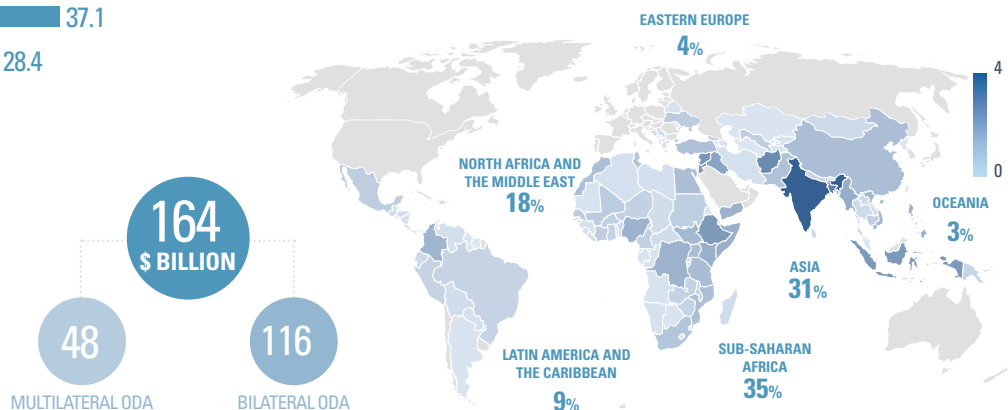 37.1
28.4
164
$ BILLION
48
116
MULTILATERAL ODA
BILATERAL ODA
EASTERN EUROPE
4%
NORTH AFRICA AND
THE MIDDLE EAST
18%
ASIA
31%
OCEANIA
3%
LATIN AMERICA AND
THE CARIBBEAN
9%
SUB-SAHARAN
AFRICA
35%
4
0